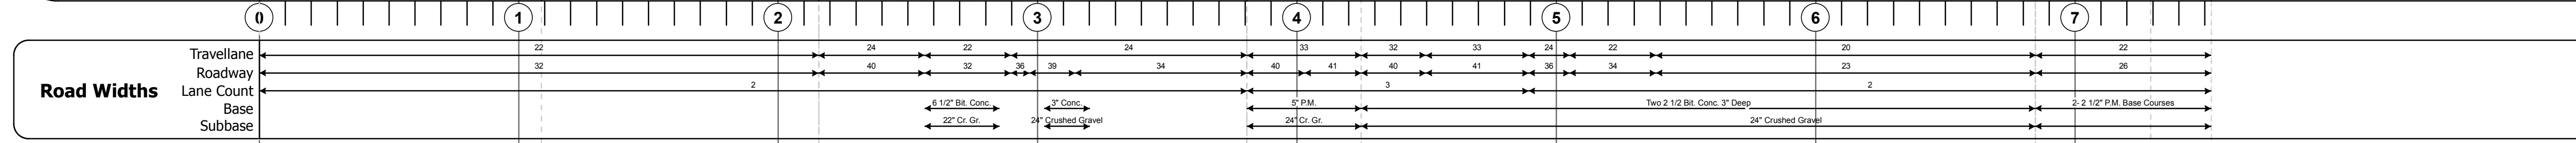 0 1 2 3 4 5 6 7
Travellane 22 24 22 24 33 32 33 24 22 20 22
Roadway 32 40 32 36 39 34 40 41 40 41 36 34 23 26
Road Widths
Lane Count 2 3 2
Base 6 1/2" Bit. Conc. 3" Conc. 5" P.M. Two 2 1/2 Bit. Conc. 3" Deep 2- 2 1/2" P.M. Base Courses
Subbase 22" Cr. Gr. 24" Crushed Gravel 24" Cr. Gr. 24" Crushed Gravel